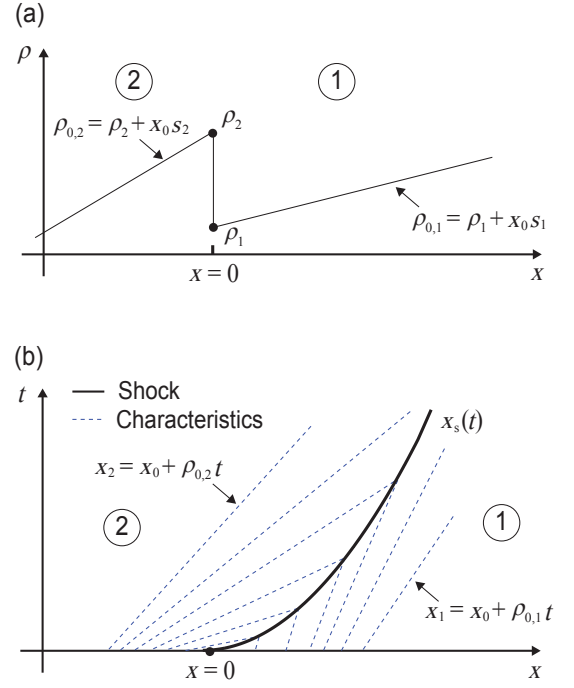 (a)
ρ
② ①
ρ₀,₂ = ρ₂ + x₀s₂
ρ₂
ρ₁
ρ₀,₁ = ρ₁ + x₀s₁
x = 0
x
(b)
t
Shock
Characteristics
xₛ(t)
x₂ = x₀ + ρ₀,₂t
② ①
x₁ = x₀ + ρ₀,₁t
x = 0
x